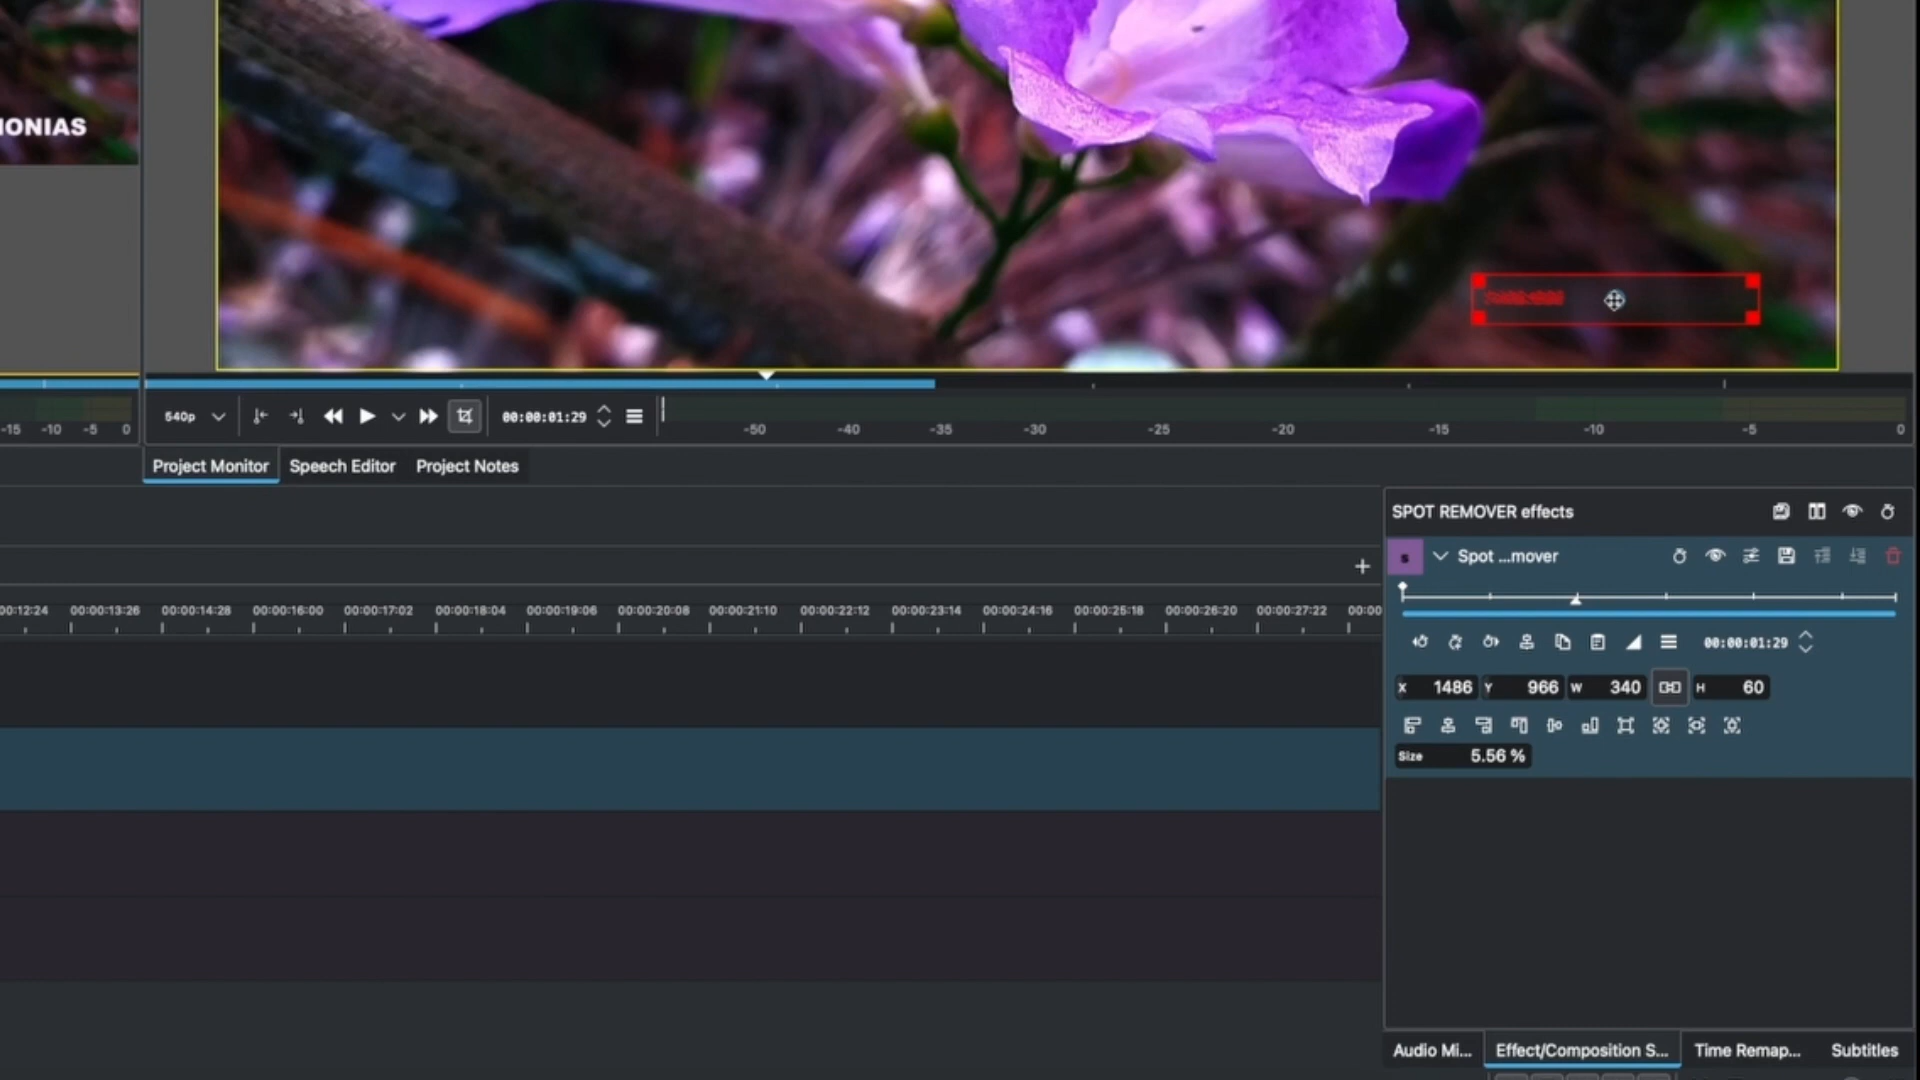 IONIAS
-15 -10 -5 0
540p
00:00:01:29
-50 -40 -35 -30 -25 -20 -15 -10 -5 0
Project Monitor Speech Editor Project Notes
SPOT REMOVER effects
s Spot ...mover
00:00:12:24 00:00:13:26 00:00:14:28 00:00:16:00 00:00:17:02 00:00:18:04 00:00:19:06 00:00:20:08 00:00:21:10 00:00:22:12 00:00:23:14 00:00:24:16 00:00:25:18 00:00:26:20 00:00:27:22 00:00
00:00:01:29
X 1486 Y 966 W 340 H 60
Size 5.56 %
Audio Mi... Effect/Composition S... Time Remap... Subtitles